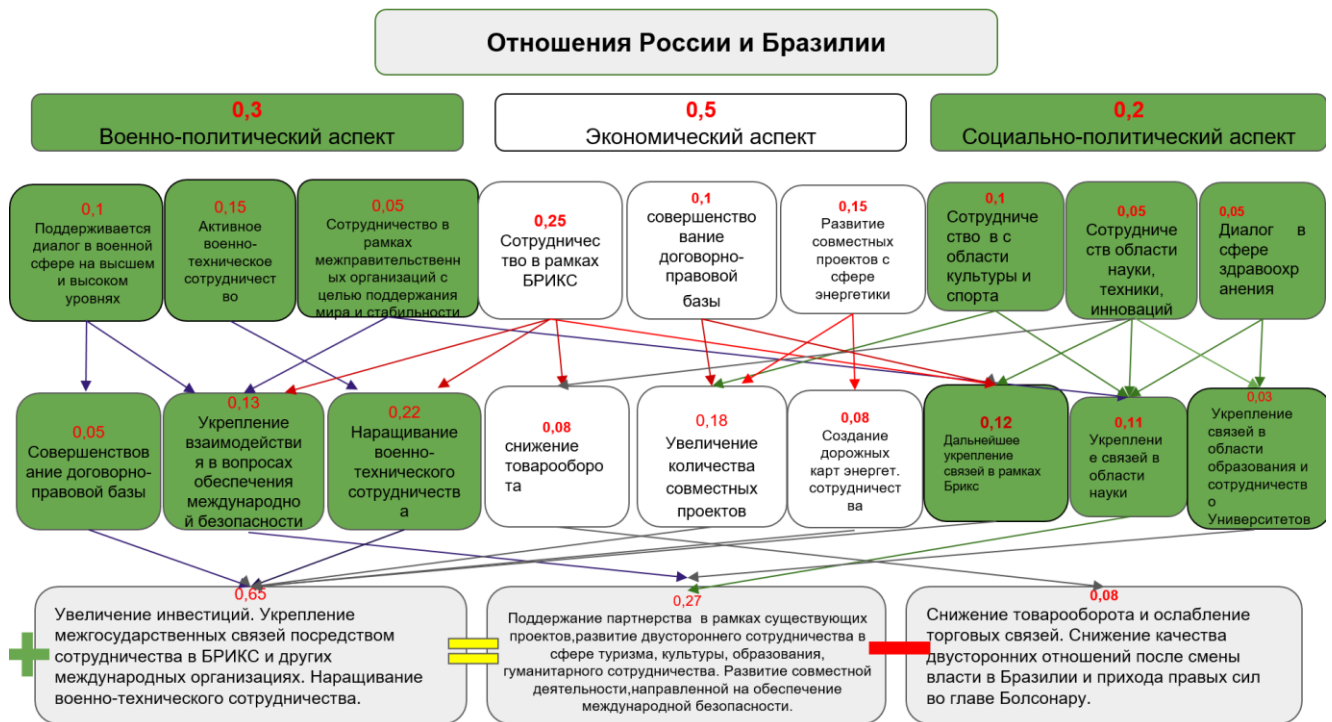 Отношения России и Бразилии
0,3
Военно-политический аспект
0,5
Экономический аспект
0,2
Социально-политический аспект
0,1
Поддерживается
диалог в военной
сфере на высшем
и высоком
уровнях
0,15
Активное
военно-
техническое
сотрудничест
во
0,05
Сотрудничество в
рамках
межправительствен
ных организаций с
целью поддержания
мира и стабильности
0,25
Сотрудничес
тво в рамках
БРИКС
0,1
совершенство
вание
договорно-
правовой
базы
0,15
Развитие
совместных
проектов с
сфере
энергетики
0,1
Сотрудниче
ство в с
области
культуры и
спорта
0,05
Сотрудниче
ств области
науки,
техники,
инноваций
0,05
Диалог в
сфере
здравоохр
анения
0,05
Совершенствов
ание договорно-
правовой базы
0,13
Укрепление
взаимодействи
я в вопросах
обеспечения
международно
й безопасности
0,22
Наращивание
военно-
технического
сотрудничеств
а
0,08
снижение
товарооборо
та
0,18
Увеличение
количества
совместных
проектов
0,08
Создание
дорожных
карт энергет.
сотрудничест
ва
0,12
Дальнейшее
укрепление
связей в рамках
Брикс
0,11
Укреплени
е связей в
области
науки
0,03
Укрепление
связей в
области
образования и
сотрудничеств
о
Университетов
0,65
Увеличение инвестиций. Укрепление
межгосударственных связей посредством
сотрудничества в БРИКС и других
международных организациях. Наращивание
военно-технического сотрудничества.
0,27
Поддержание партнерства в рамках существующих
проектов,развитие двустороннего сотрудничества в
сфере туризма, культуры, образования,
гуманитарного сотрудничества. Развитие совместной
деятельности,направленной на обеспечение
международной безопасности.
0,08
Снижение товарооборота и ослабление
торговых связей. Снижение качества
двусторонних отношений после смены
власти в Бразилии и прихода правых сил
во главе Болсонару.